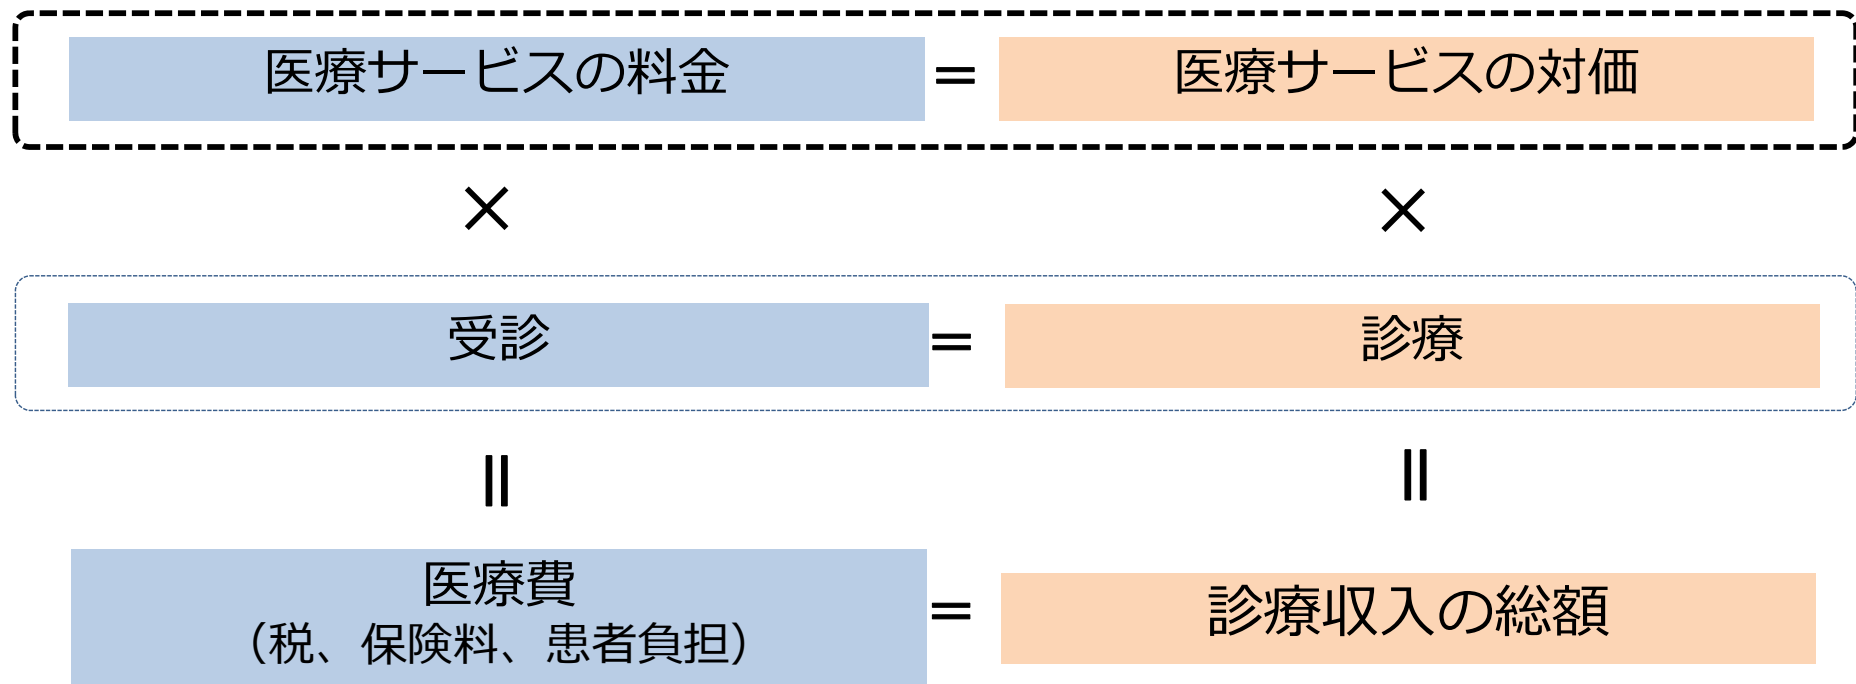 医療サービスの料金 = 医療サービスの対価
× ×
受診 = 診療
|| ||
医療費
(税、保険料、患者負担) = 診療収入の総額